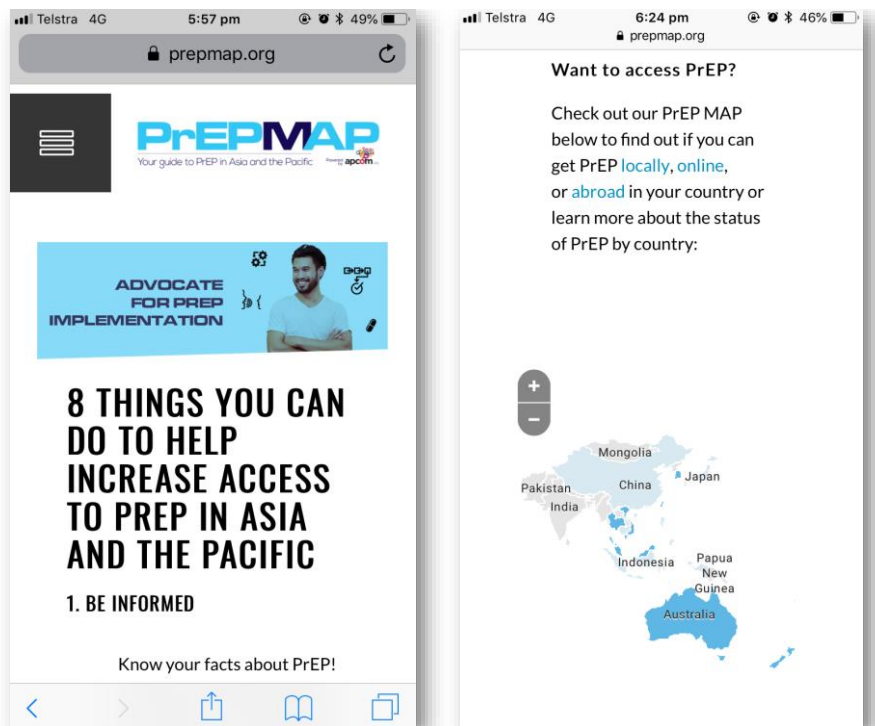 Telstra 4G 5:57 pm 49%
prepmap.org
PrEPMAP
Your guide to PrEP in Asia and the Pacific
apcom
ADVOCATE
FOR PREP
IMPLEMENTATION
8 THINGS YOU CAN
DO TO HELP
INCREASE ACCESS
TO PREP IN ASIA
AND THE PACIFIC
1. BE INFORMED
Know your facts about PrEP!
Telstra 4G 6:24 pm 46%
prepmap.org
Want to access PrEP?
Check out our PrEP MAP
below to find out if you can
get PrEP locally, online,
or abroad in your country or
learn more about the status
of PrEP by country:
+
−
Mongolia
China
Japan
Pakistan
India
Indonesia
Papua
New
Guinea
Australia